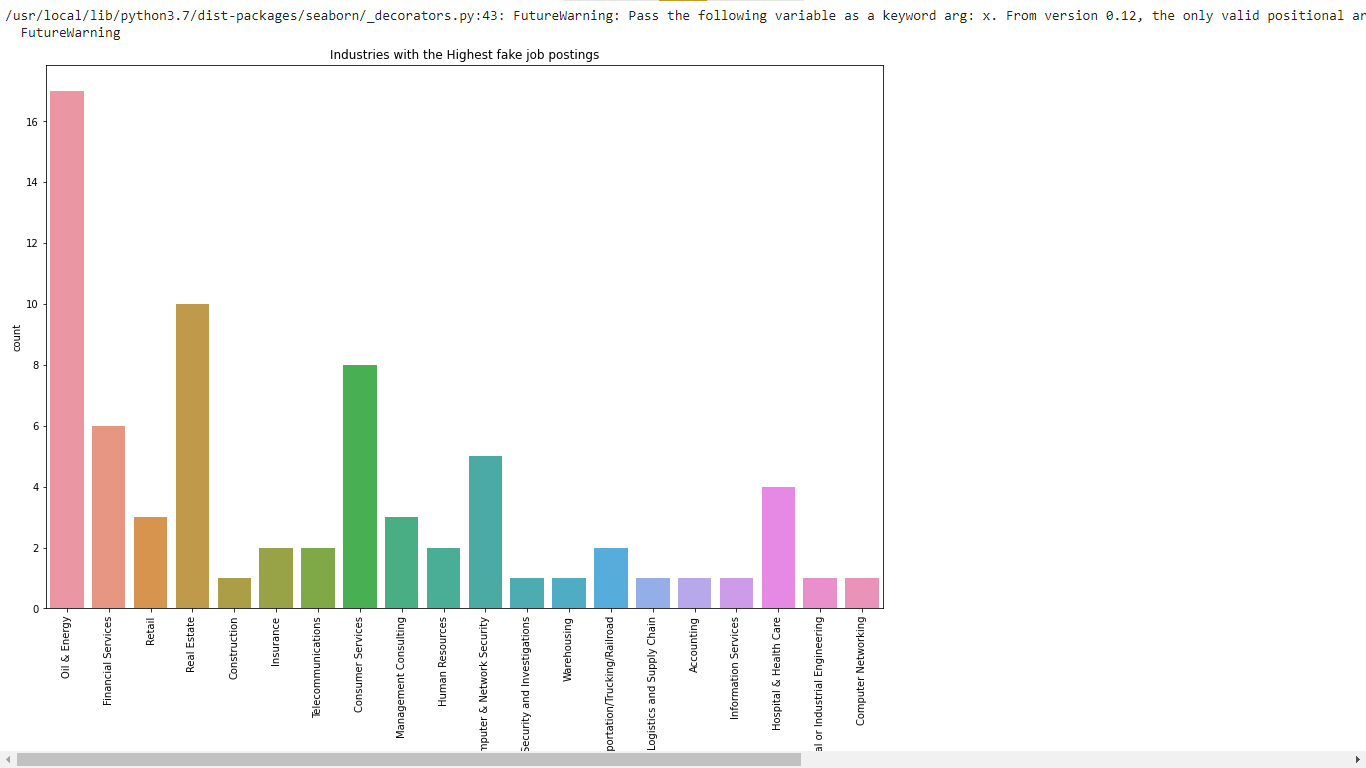 /usr/local/lib/python3.7/dist-packages/seaborn/_decorators.py:43: FutureWarning: Pass the following variable as a keyword arg: x. From version 0.12, the only valid positional ar
FutureWarning
Industries with the Highest fake job postings
16
14
12
10
8
6
4
2
0
count
Oil & Energy
Financial Services
Retail
Real Estate
Construction
Insurance
Telecommunications
Consumer Services
Management Consulting
Human Resources
mputer & Network Security
Security and Investigations
Warehousing
portation/Trucking/Railroad
Logistics and Supply Chain
Accounting
Information Services
Hospital & Health Care
al or Industrial Engineering
Computer Networking